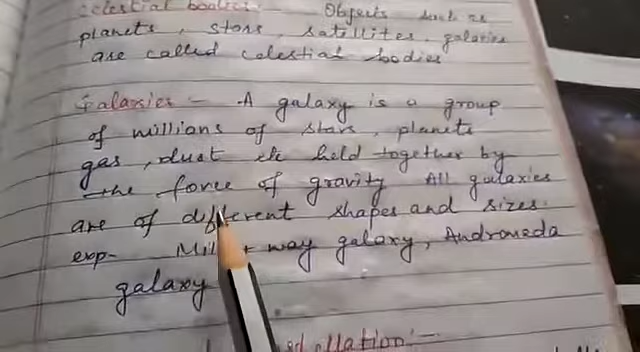 celestial bodies:- Objects such as
planets, stars, satellites, galaxies
are called celestial bodies
Galaxies :- A galaxy is a group
of millions of stars, planets
gas, dust etc held together by
the force of gravity All galaxies
are of different shapes and sizes.
exp- way galaxy, Andromeda
galaxy